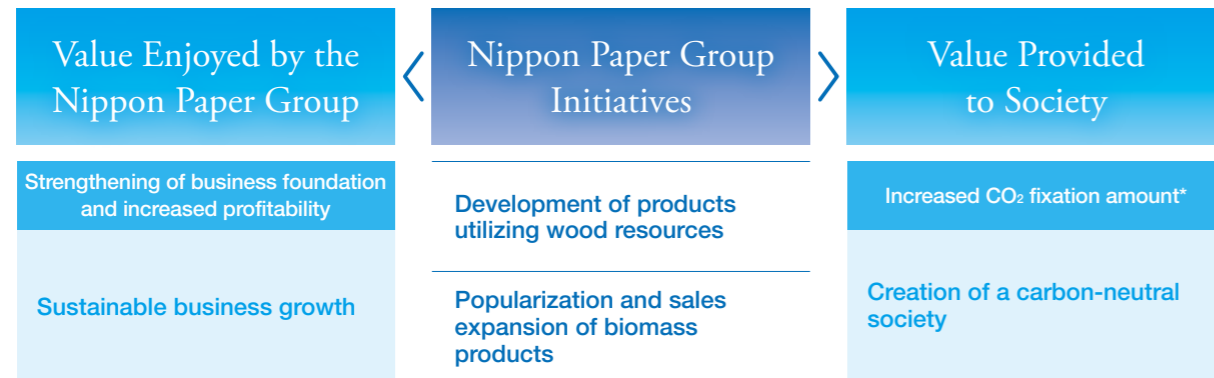 Value Enjoyed by the
Nippon Paper Group
Nippon Paper Group
Initiatives
Value Provided
to Society
Strengthening of business foundation
and increased profitability
Sustainable business growth
Development of products
utilizing wood resources
Popularization and sales
expansion of biomass
products
Increased CO₂ fixation amount*
Creation of a carbon-neutral
society